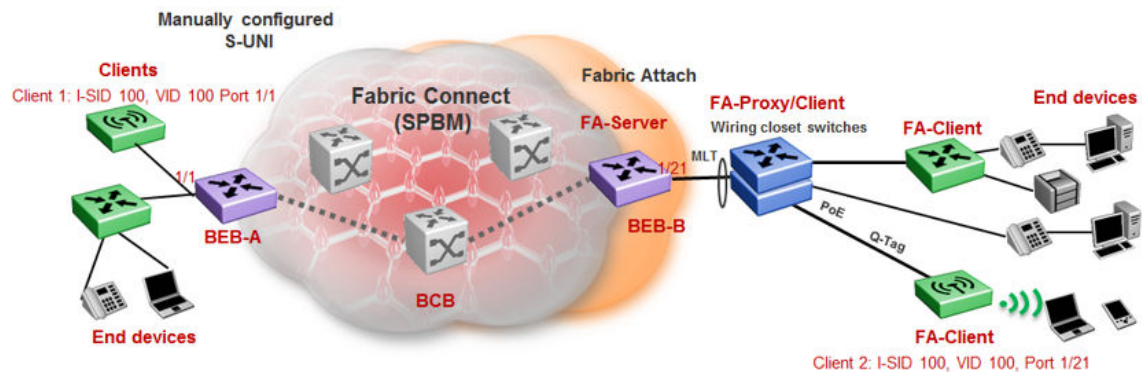 Manually configured
S-UNI
Clients
Client 1: I-SID 100, VID 100 Port 1/1
1/1
BEB-A
End devices
Fabric Connect
(SPBM)
BCB
Fabric Attach
FA-Server
1/21
BEB-B
MLT
FA-Proxy/Client
Wiring closet switches
PoE
Q-Tag
End devices
FA-Client
FA-Client
Client 2: I-SID 100, VID 100, Port 1/21